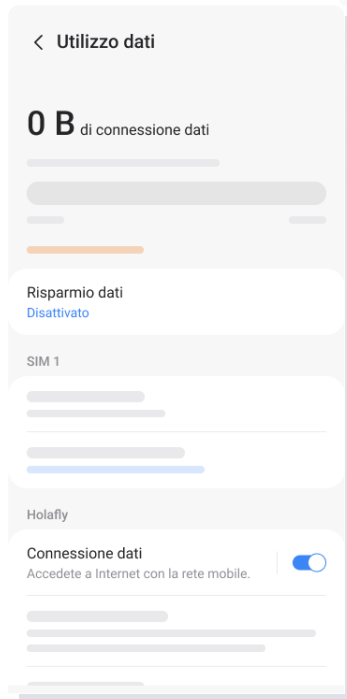 Utilizzo dati
0 B di connessione dati
Risparmio dati
Disattivato
SIM 1
Holafly
Connessione dati
Accedete a Internet con la rete mobile.